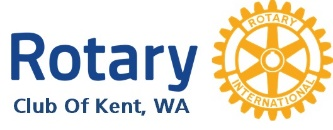 Rotary
Club Of Kent, WA
ROTARY
INTERNATIONAL